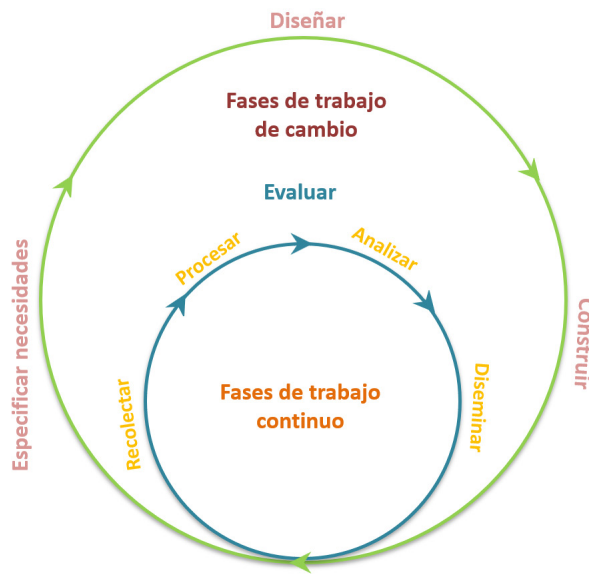 Diseñar
Fases de trabajo
de cambio
Evaluar
Procesar
Analizar
Especificar necesidades
Construir
Recolectar
Fases de trabajo
continuo
Diseminar